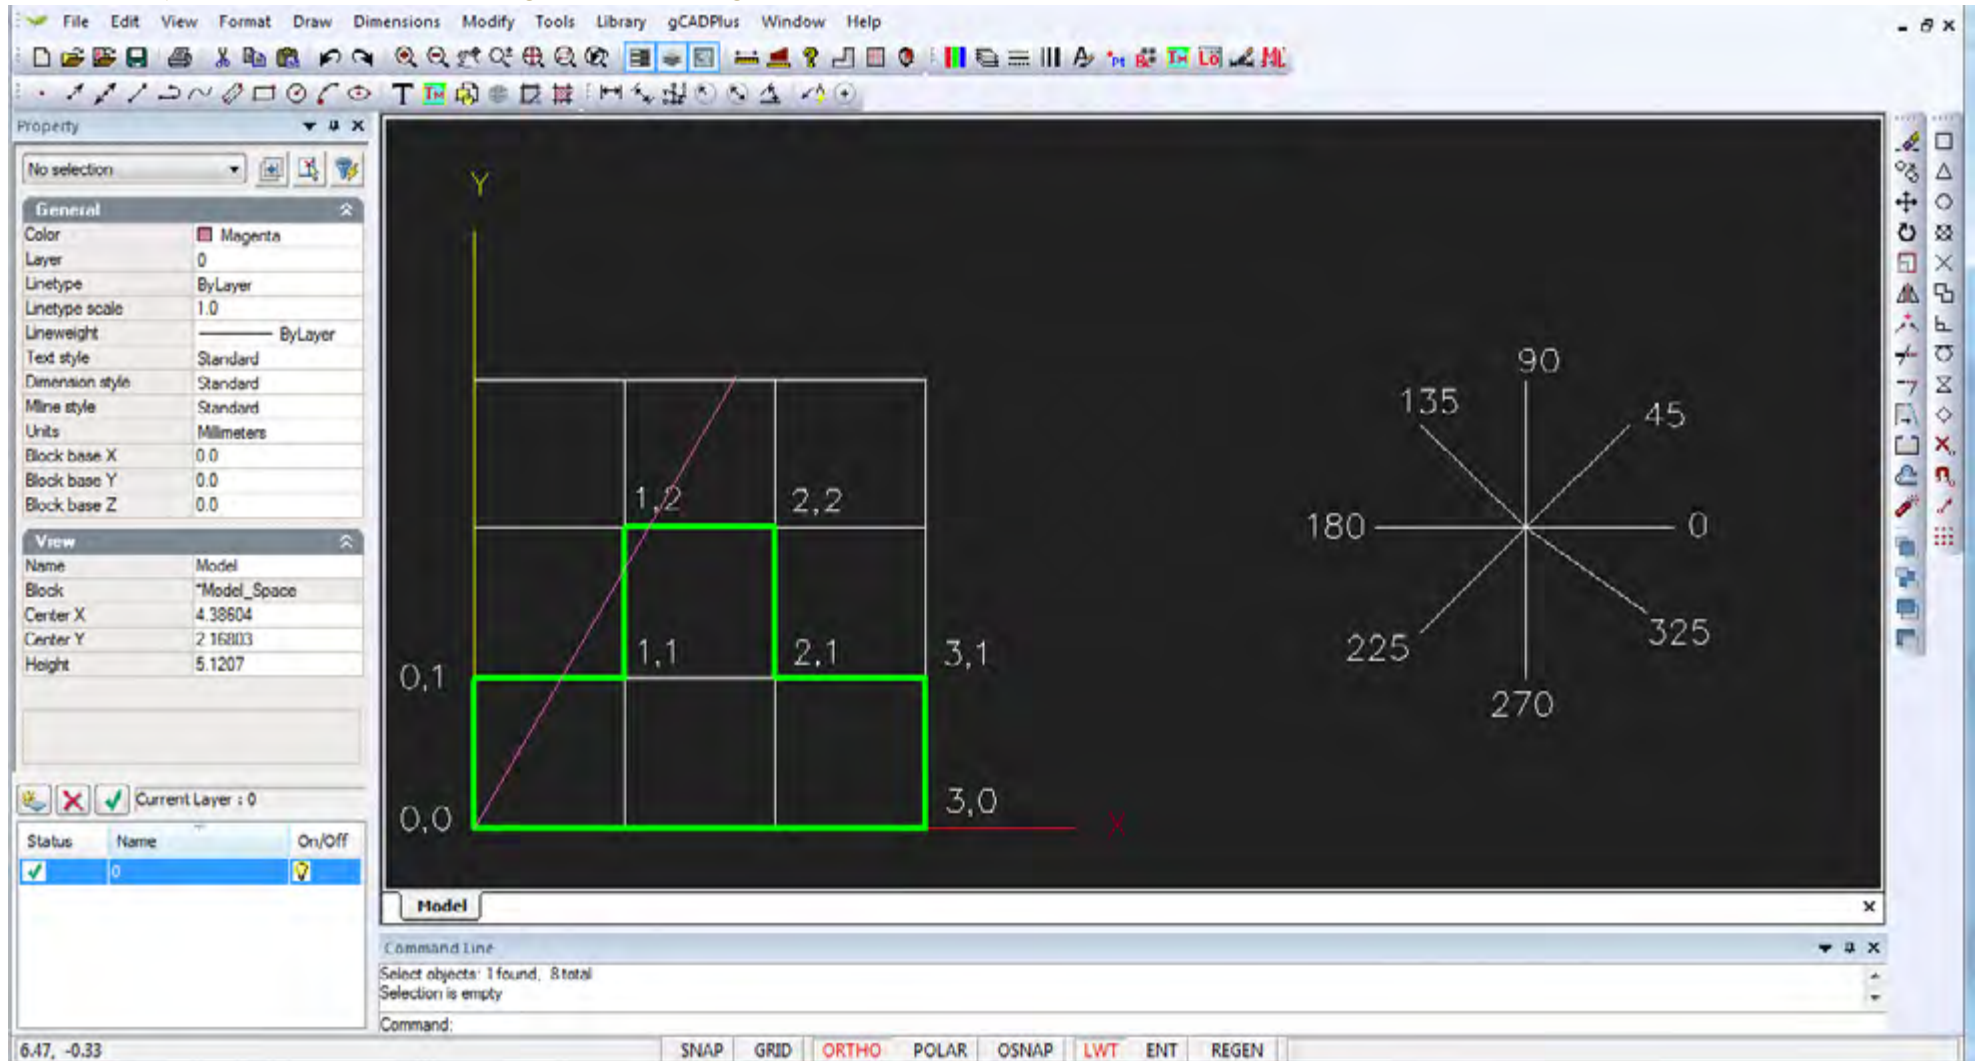 File Edit View Format Draw Dimensions Modify Tools Library gCADPlus Window Help
Property
No selection
General
Color Magenta
Layer 0
Linetype ByLayer
Linetype scale 1.0
Lineweight ByLayer
Text style Standard
Dimension style Standard
Mline style Standard
Units Millimeters
Block base X 0.0
Block base Y 0.0
Block base Z 0.0
View
Name Model
Block *Model_Space
Center X 4.38604
Center Y 2.16803
Height 5.1207
Current Layer : 0
Status Name On/Off
0
Y
1,2 2,2
1,1 2,1 3,1
0,1
0,0 3,0 X
90
135 45
180 0
225 325
270
Model
Command Line
Select objects: 1 found, 8 total
Selection is empty
Command:
6.47, -0.33 SNAP GRID ORTHO POLAR OSNAP LWT ENT REGEN